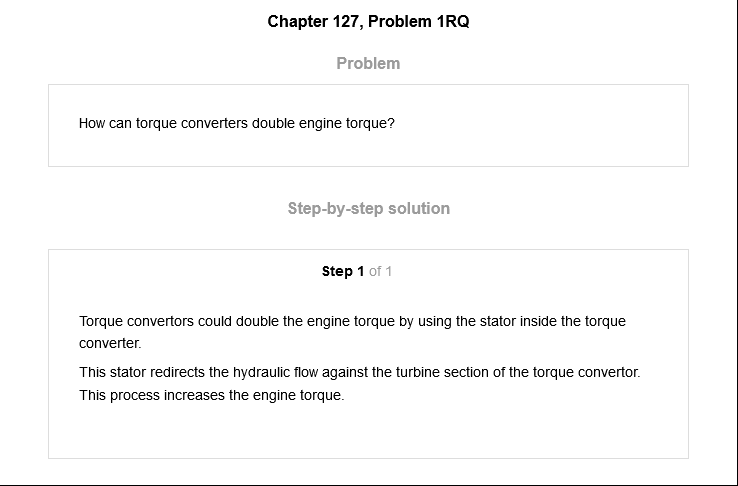 Chapter 127, Problem 1RQ
Problem
How can torque converters double engine torque?
Step-by-step solution
Step 1 of 1
Torque convertors could double the engine torque by using the stator inside the torque
converter.
This stator redirects the hydraulic flow against the turbine section of the torque convertor.
This process increases the engine torque.